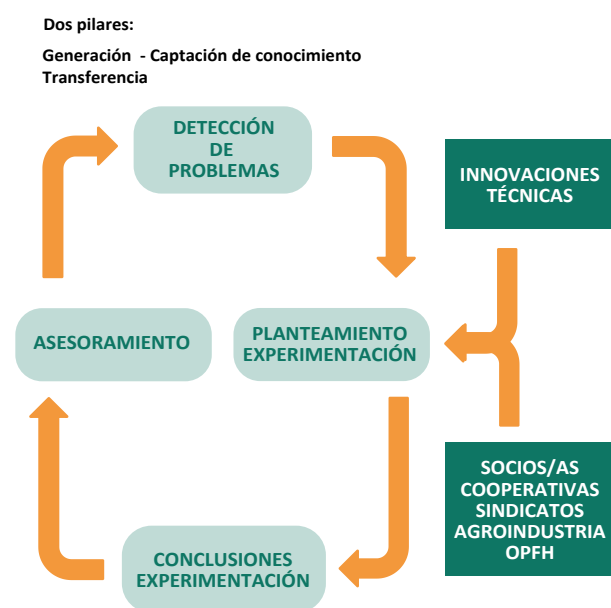 Dos pilares:
Generación - Captación de conocimiento
Transferencia
DETECCIÓN
DE
PROBLEMAS
INNOVACIONES
TÉCNICAS
ASESORAMIENTO
PLANTEAMIENTO
EXPERIMENTACIÓN
SOCIOS/AS
COOPERATIVAS
SINDICATOS
AGROINDUSTRIA
OPFH
CONCLUSIONES
EXPERIMENTACIÓN